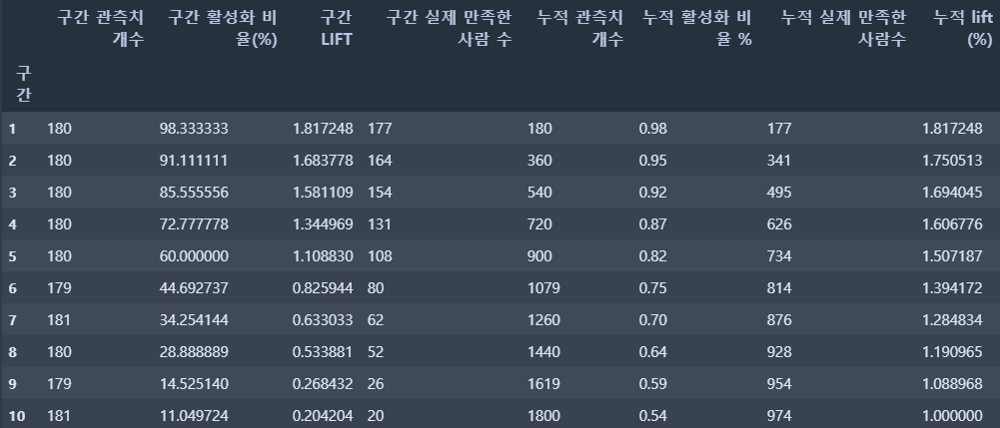 구간 관측치 개수 구간 활성화 비율(%) 구간 LIFT 구간 실제 만족한 사람 수 누적 관측치 개수 누적 활성화 비율 % 누적 실제 만족한 사람수 누적 lift (%)
구간
1 180 98.333333 1.817248 177 180 0.98 177 1.817248
2 180 91.111111 1.683778 164 360 0.95 341 1.750513
3 180 85.555556 1.581109 154 540 0.92 495 1.694045
4 180 72.777778 1.344969 131 720 0.87 626 1.606776
5 180 60.000000 1.108830 108 900 0.82 734 1.507187
6 179 44.692737 0.825944 80 1079 0.75 814 1.394172
7 181 34.254144 0.633033 62 1260 0.70 876 1.284834
8 180 28.888889 0.533881 52 1440 0.64 928 1.190965
9 179 14.525140 0.268432 26 1619 0.59 954 1.088968
10 181 11.049724 0.204204 20 1800 0.54 974 1.000000